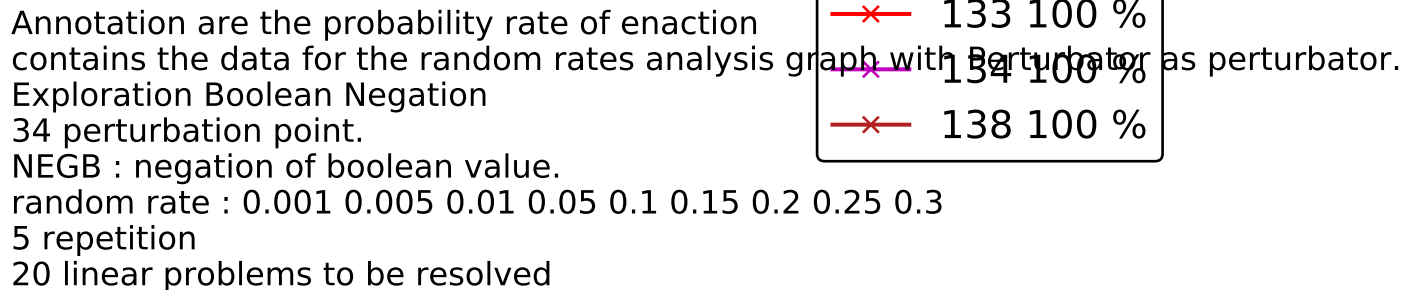 Annotation are the probability rate of enaction
contains the data for the random rates analysis graph with Perturbator as perturbator.
Exploration Boolean Negation
34 perturbation point.
NEGB : negation of boolean value.
random rate : 0.001 0.005 0.01 0.05 0.1 0.15 0.2 0.25 0.3
5 repetition
20 linear problems to be resolved
133 100 %
134 100 %
138 100 %